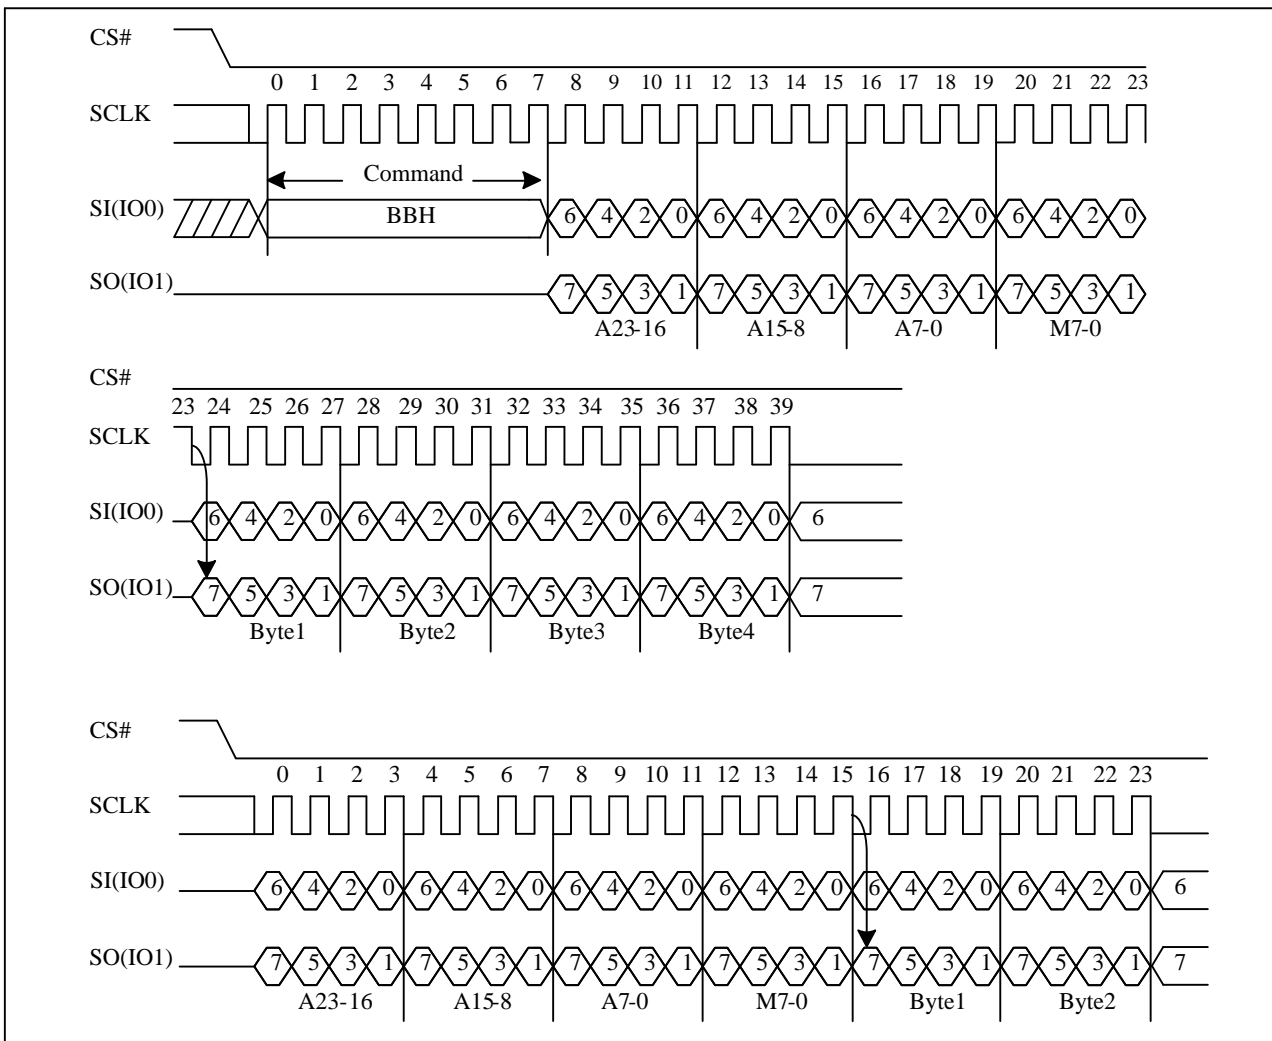 CS#
0 1 2 3 4 5 6 7 8 9 10 11 12 13 14 15 16 17 18 19 20 21 22 23
SCLK
Command
SI(IO0) BBH 6 4 2 0 6 4 2 0 6 4 2 0 6 4 2 0
SO(IO1) 7 5 3 1 7 5 3 1 7 5 3 1 7 5 3 1
A23-16 A15-8 A7-0 M7-0
CS#
23 24 25 26 27 28 29 30 31 32 33 34 35 36 37 38 39
SCLK
SI(IO0) 6 4 2 0 6 4 2 0 6 4 2 0 6 4 2 0 6
SO(IO1) 7 5 3 1 7 5 3 1 7 5 3 1 7 5 3 1 7
Byte1 Byte2 Byte3 Byte4
CS#
0 1 2 3 4 5 6 7 8 9 10 11 12 13 14 15 16 17 18 19 20 21 22 23
SCLK
SI(IO0) 6 4 2 0 6 4 2 0 6 4 2 0 6 4 2 0 6 4 2 0 6 4 2 0 6
SO(IO1) 7 5 3 1 7 5 3 1 7 5 3 1 7 5 3 1 7 5 3 1 7 5 3 1 7
A23-16 A15-8 A7-0 M7-0 Byte1 Byte2